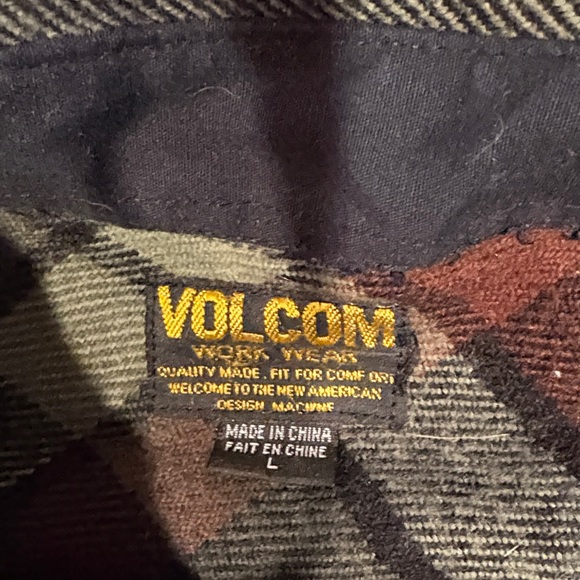 VOLCOM
WORK WEAR
QUALITY MADE. FIT FOR COMFORT
WELCOME TO THE NEW AMERICAN
DESIGN MACHINE
MADE IN CHINA
FAIT EN CHINE
L